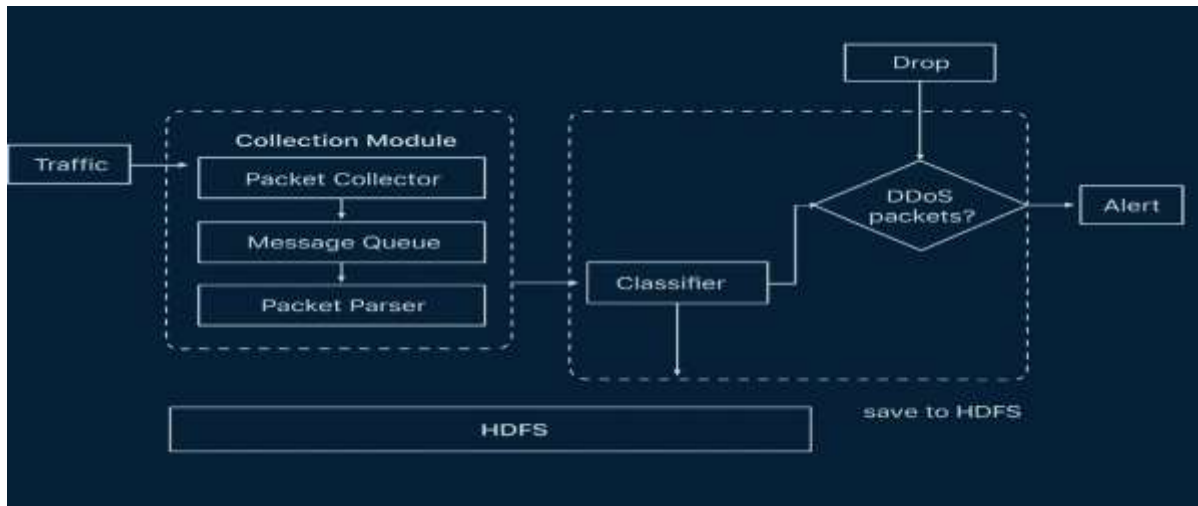 Drop
Traffic
Collection Module
Packet Collector
Message Queue
Packet Parser
Classifier
DDoS
packets?
Alert
save to HDFS
HDFS